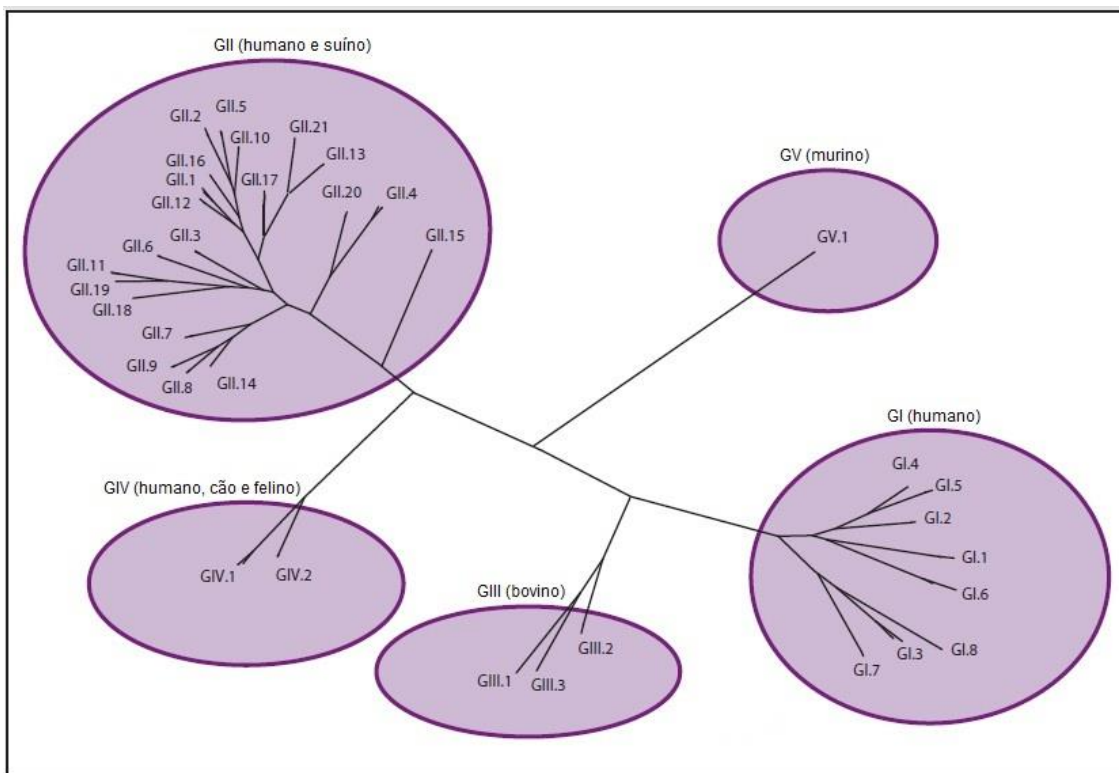 GII (humano e suíno)
GII.5
GII.2
GII.21
GII.10
GII.13
GII.16
GII.1
GII.17
GII.20
GII.4
GII.12
GII.15
GII.3
GII.6
GII.11
GII.19
GII.18
GII.7
GII.9
GII.8
GII.14
GV (murino)
GV.1
GI (humano)
GI.4
GI.5
GI.2
GI.1
GI.6
GI.8
GI.3
GI.7
GIV (humano, cão e felino)
GIV.1
GIV.2
GIII (bovino)
GIII.2
GIII.1
GIII.3